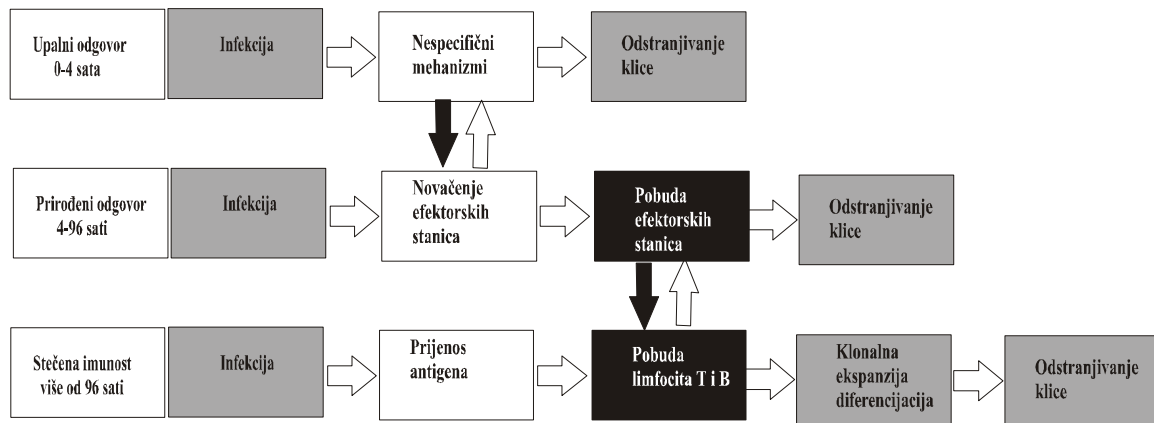 Upalni odgovor
0-4 sata
Infekcija
Nespecifični
mehanizmi
Odstranjivanje
klice
Prirođeni odgovor
4-96 sati
Infekcija
Novačenje
efektorskih
stanica
Pobuda
efektorskih
stanica
Odstranjivanje
klice
Stečena imunost
više od 96 sati
Infekcija
Prijenos
antigena
Pobuda
limfocita T i B
Klonalna
ekspanzija
diferencijacija
Odstranjivanje
klice